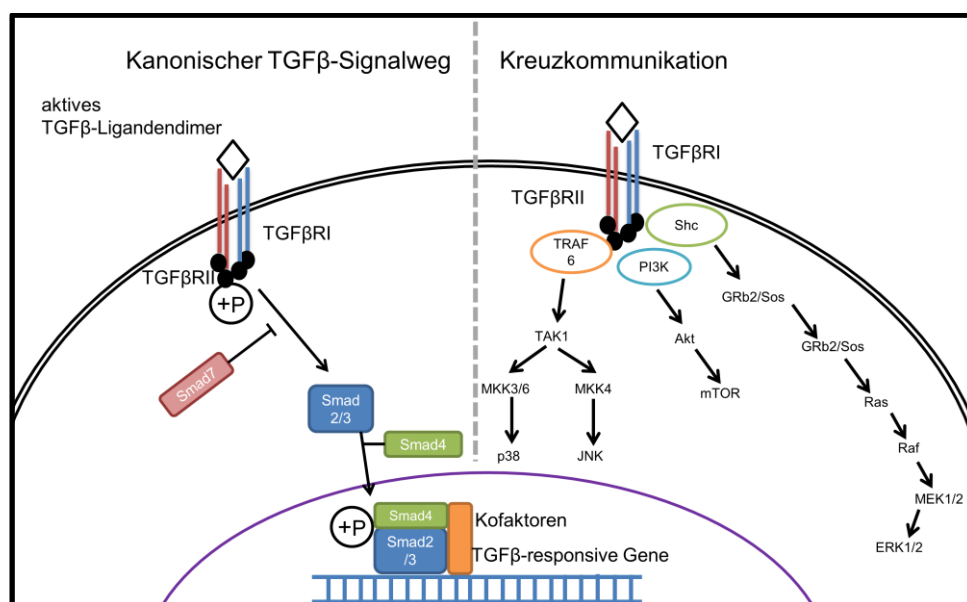 Kanonischer TGFβ-Signalweg
aktives
TGFβ-Ligandendimer
TGFβRI
TGFβRII
+P
Smad7
Smad
2/3
Smad4
+P
Smad4
Smad2
/3
Kofaktoren
TGFβ-responsive Gene
Kreuzkommunikation
TGFβRI
TGFβRII
Shc
TRAF
6
PI3K
GRb2/Sos
TAK1
Akt
GRb2/Sos
MKK3/6
MKK4
mTOR
Ras
p38
JNK
Raf
MEK1/2
ERK1/2